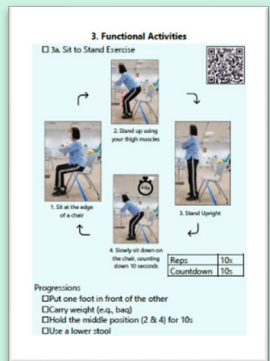 3. Functional Activities
☐ 3a. Sit to Stand Exercise
2. Stand up using
your thigh muscles
1. Sit at the edge
of a chair
3. Stand Upright
4. Slowly sit down on
the chair, counting
down 10 seconds
Reps 10x
Countdown 10s
Progressions
☐Put one foot in front of the other
☐Carry weight (e.g., bag)
☐Hold the middle position (2 & 4) for 10s
☐Use a lower stool